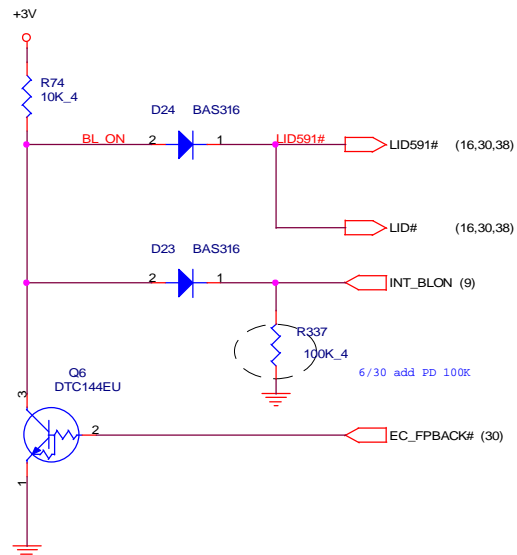 +3V
R74
10K_4
D24 BAS316
BL_ON 2 1 LID591# LID591# (16,30,38)
LID# (16,30,38)
D23 BAS316
2 1 INT_BLON (9)
R337
100K_4
6/30 add PD 100K
Q6
DTC144EU
3
2 EC_FPBACK# (30)
1